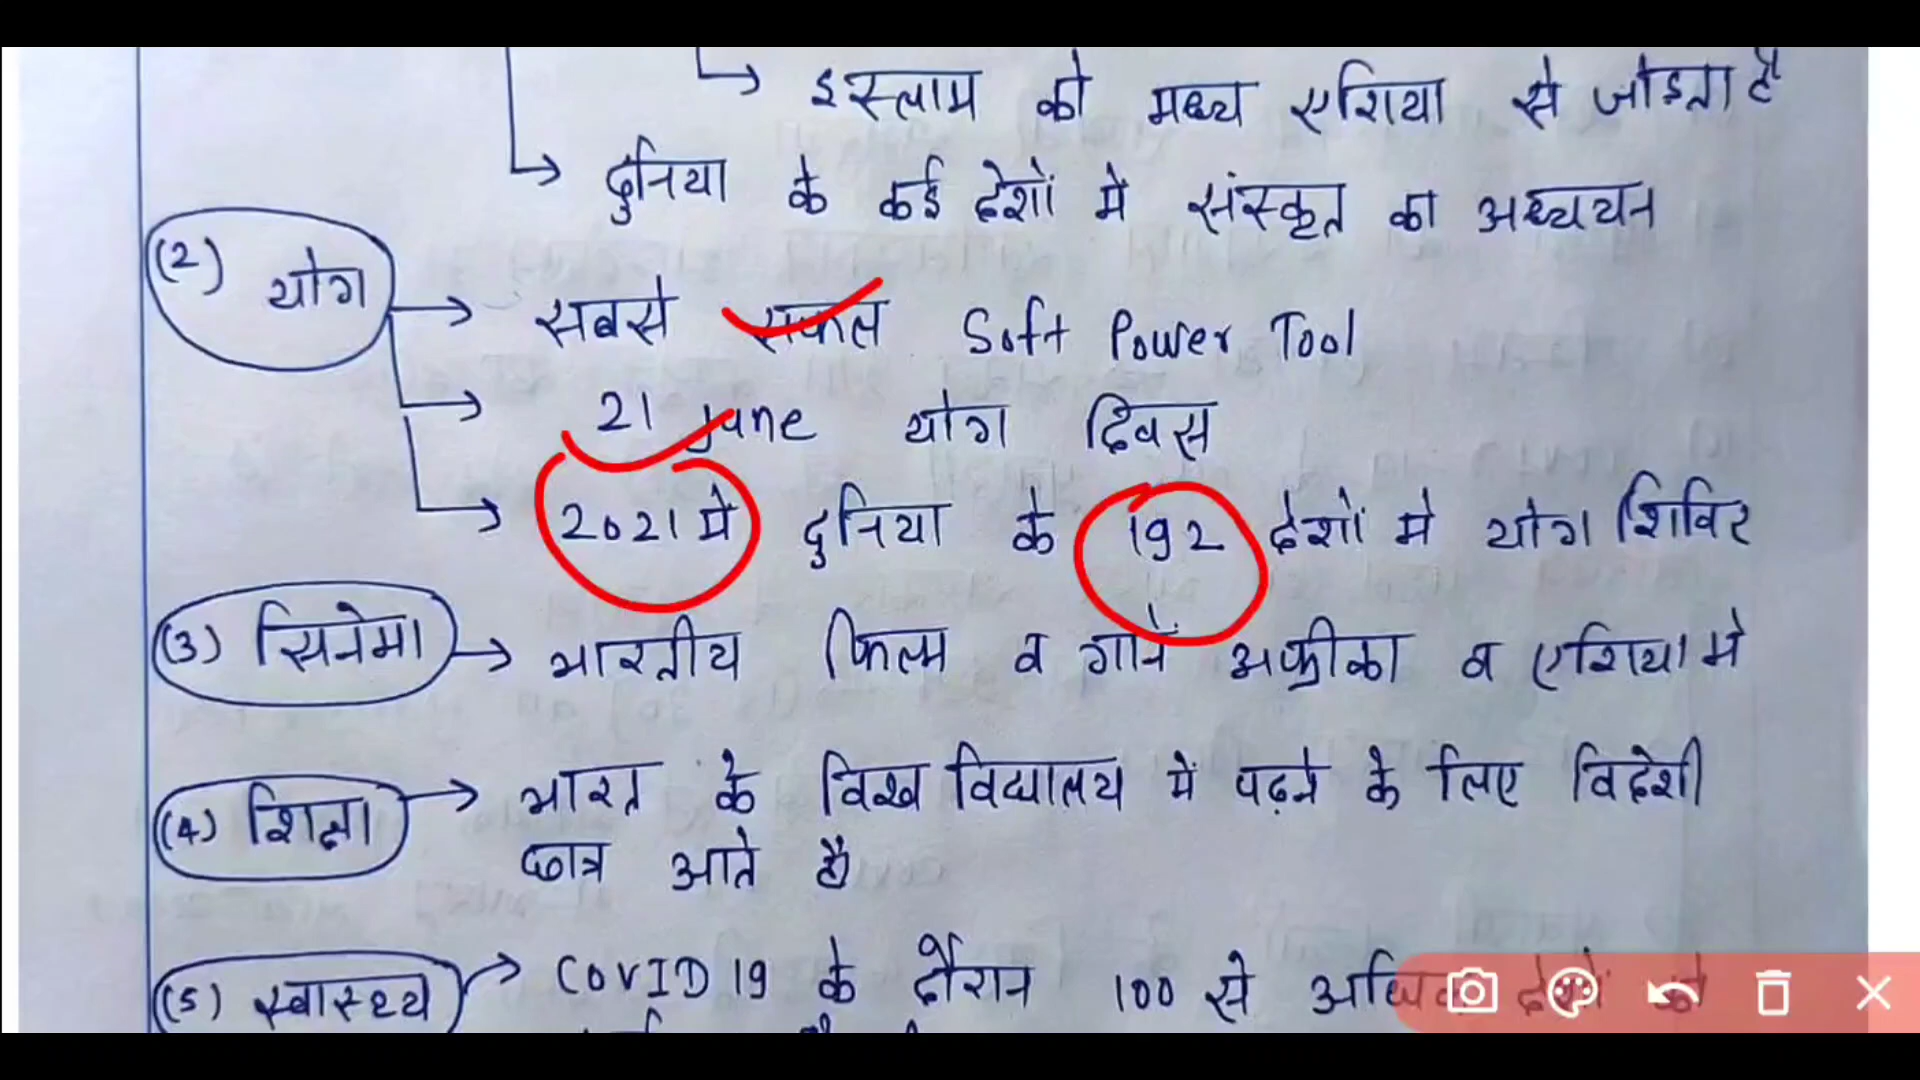 इस्लाम को मध्य एशिया से जोड़ता है
दुनिया के कई देशों में संस्कृत का अध्ययन
(2) योग
सबसे सफल Soft Power Tool
21 June योग दिवस
2021 में दुनिया के 192 देशों में योग शिविर
(3) सिनेमा भारतीय फिल्म व गाने अफ्रीका व एशिया में
(4) शिक्षा भारत के विश्व विद्यालय में पढ़ने के लिए विदेशी
छात्र आते है
(5) स्वास्थ्य COVID 19 के दौरान 100 से अधिक देशों को